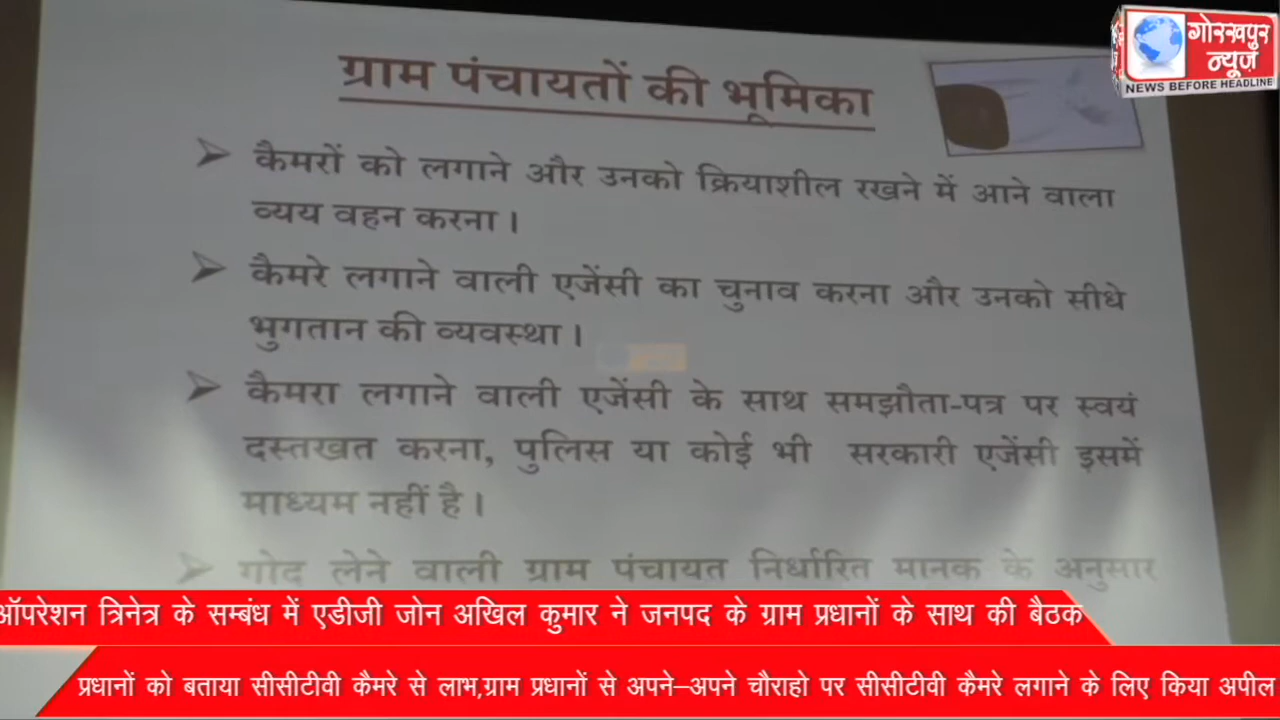 गोरखपुर
न्यूज़
NEWS BEFORE HEADLINE
ग्राम पंचायतों की भूमिका
कैमरों को लगाने और उनको क्रियाशील रखने में आने वाला
व्यय वहन करना।
कैमरे लगाने वाली एजेंसी का चुनाव करना और उनको सीधे
भुगतान की व्यवस्था।
कैमरा लगाने वाली एजेंसी के साथ समझौता-पत्र पर स्वयं
दस्तखत करना, पुलिस या कोई भी सरकारी एजेंसी इसमें
माध्यम नहीं है।
गोद लेने वाली ग्राम पंचायत निर्धारित मानक के अनुसार
ऑपरेशन त्रिनेत्र के सम्बंध में एडीजी जोन अखिल कुमार ने जनपद के ग्राम प्रधानों के साथ की बैठक
प्रधानों को बताया सीसीटीवी कैमरे से लाभ,ग्राम प्रधानों से अपने–अपने चौराहो पर सीसीटीवी कैमरे लगाने के लिए किया अपील